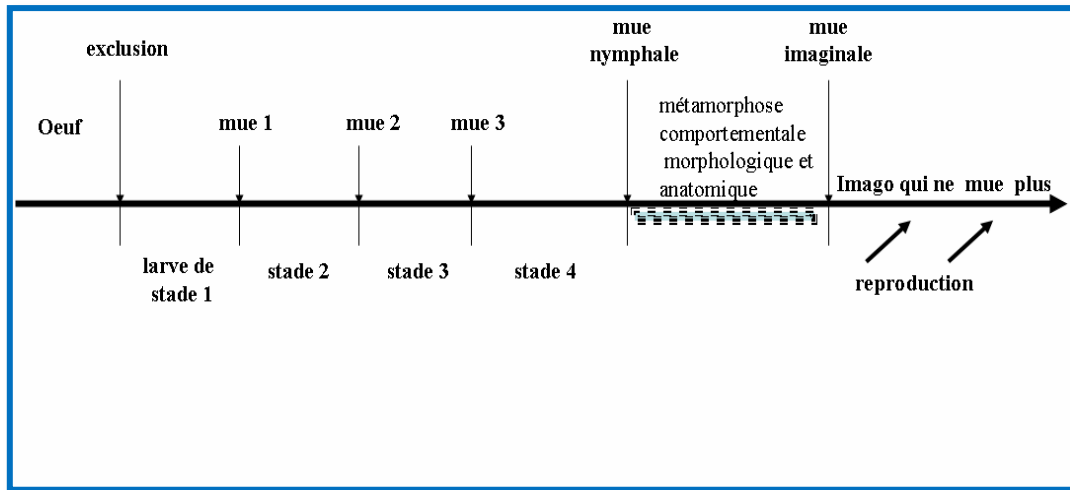 exclusion
mue
nymphale
mue
imaginale
Oeuf
mue 1
mue 2
mue 3
métamorphose
comportementale
morphologique et
anatomique
Imago qui ne mue plus
larve de
stade 1
stade 2
stade 3
stade 4
reproduction